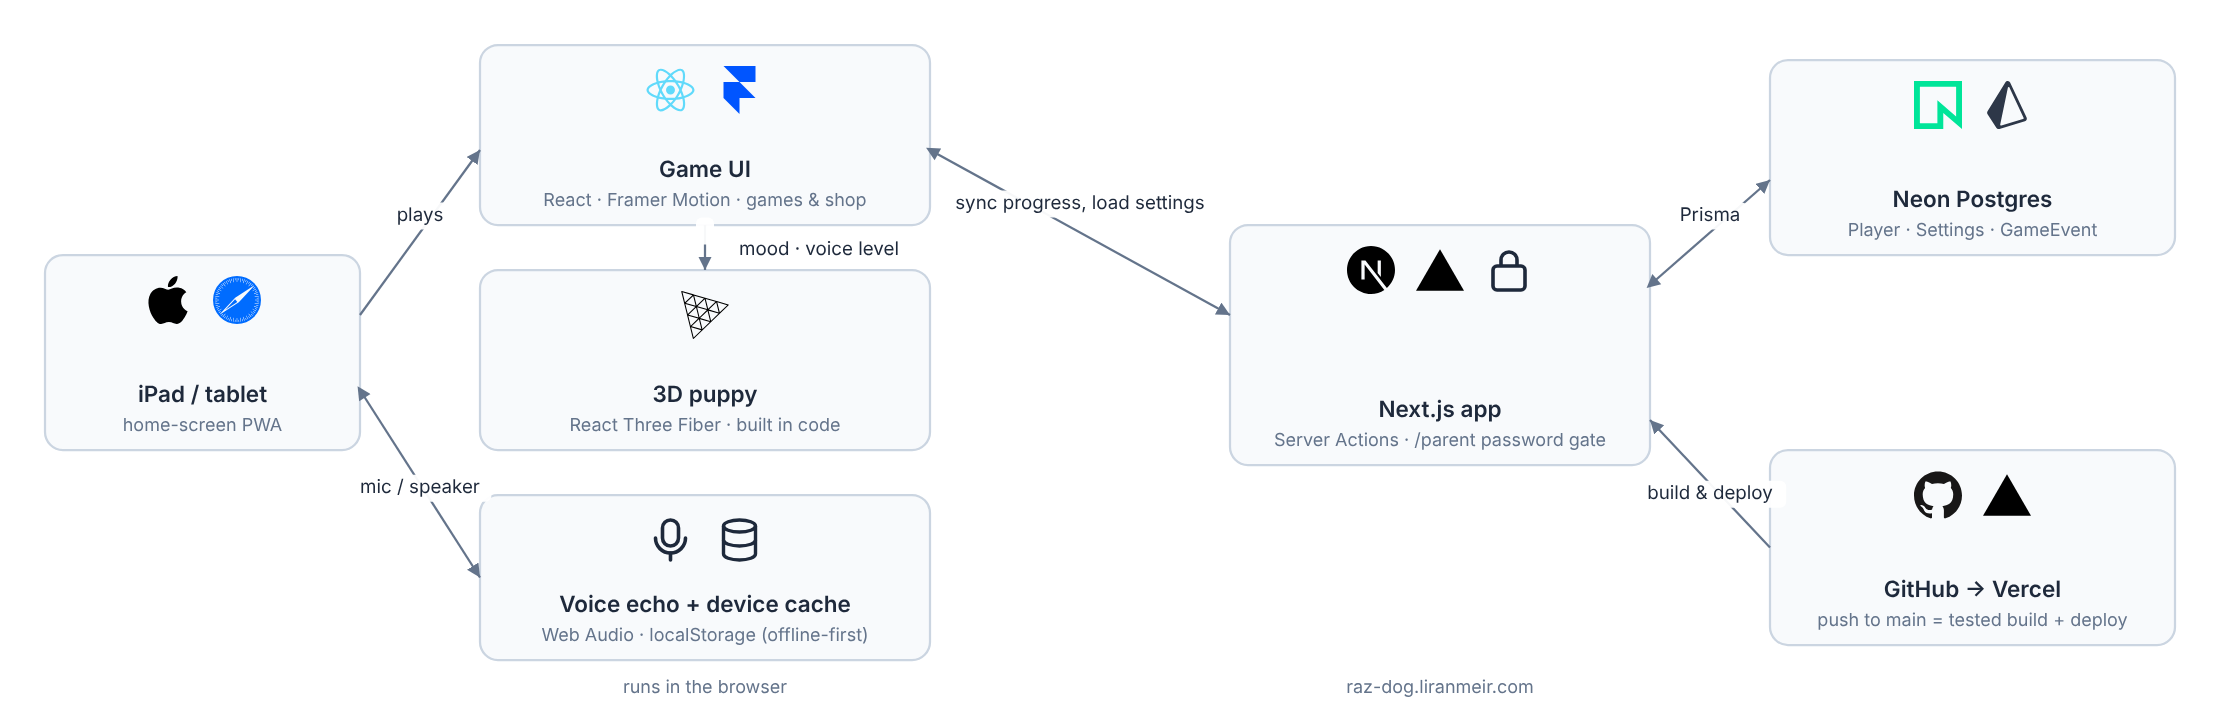 Game UI
React · Framer Motion · games & shop
plays
mood · voice level
iPad / tablet
home-screen PWA
3D puppy
React Three Fiber · built in code
mic / speaker
Voice echo + device cache
Web Audio · localStorage (offline-first)
runs in the browser
sync progress, load settings
Next.js app
Server Actions · /parent password gate
raz-dog.liranmeir.com
Prisma
Neon Postgres
Player · Settings · GameEvent
build & deploy
GitHub → Vercel
push to main = tested build + deploy